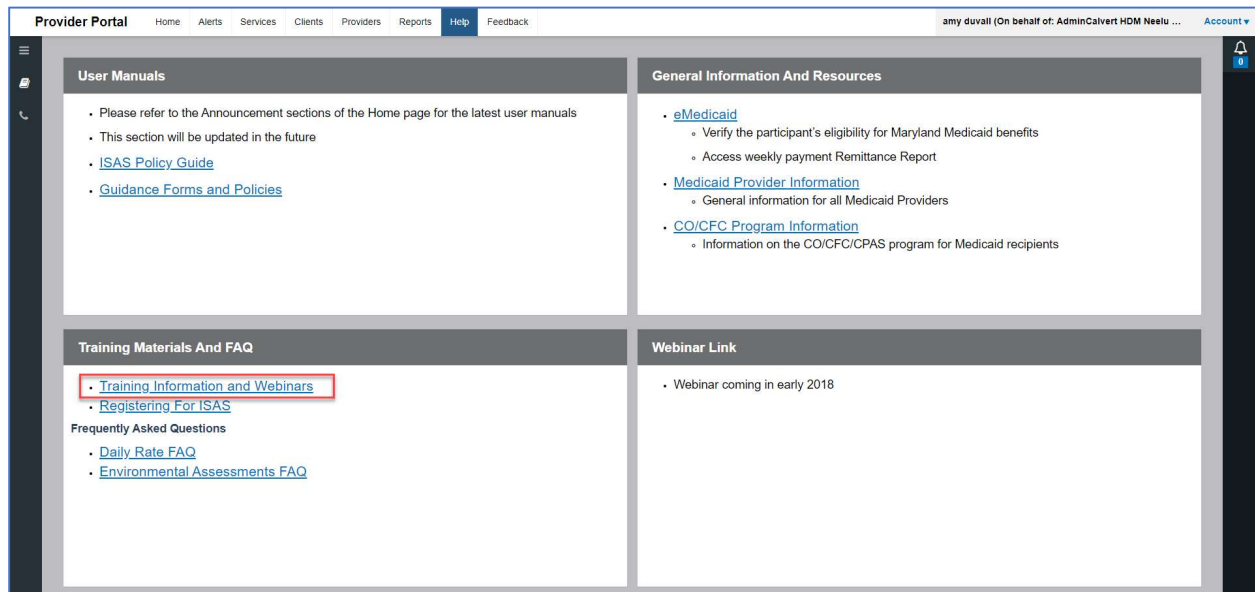 Provider Portal Home Alerts Services Clients Providers Reports Help Feedback amy duvall (On behalf of: AdminCalvert HDM Neelu ... Account
0
User Manuals
Please refer to the Announcement sections of the Home page for the latest user manuals
This section will be updated in the future
ISAS Policy Guide
Guidance Forms and Policies
General Information And Resources
eMedicaid
Verify the participant's eligibility for Maryland Medicaid benefits
Access weekly payment Remittance Report
Medicaid Provider Information
General information for all Medicaid Providers
CO/CFC Program Information
Information on the CO/CFC/CPAS program for Medicaid recipients
Training Materials And FAQ
Training Information and Webinars
Registering For ISAS
Frequently Asked Questions
Daily Rate FAQ
Environmental Assessments FAQ
Webinar Link
Webinar coming in early 2018